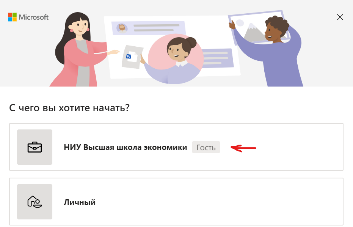 Microsoft
С чего вы хотите начать?
НИУ Высшая школа экономики Гость
Личный